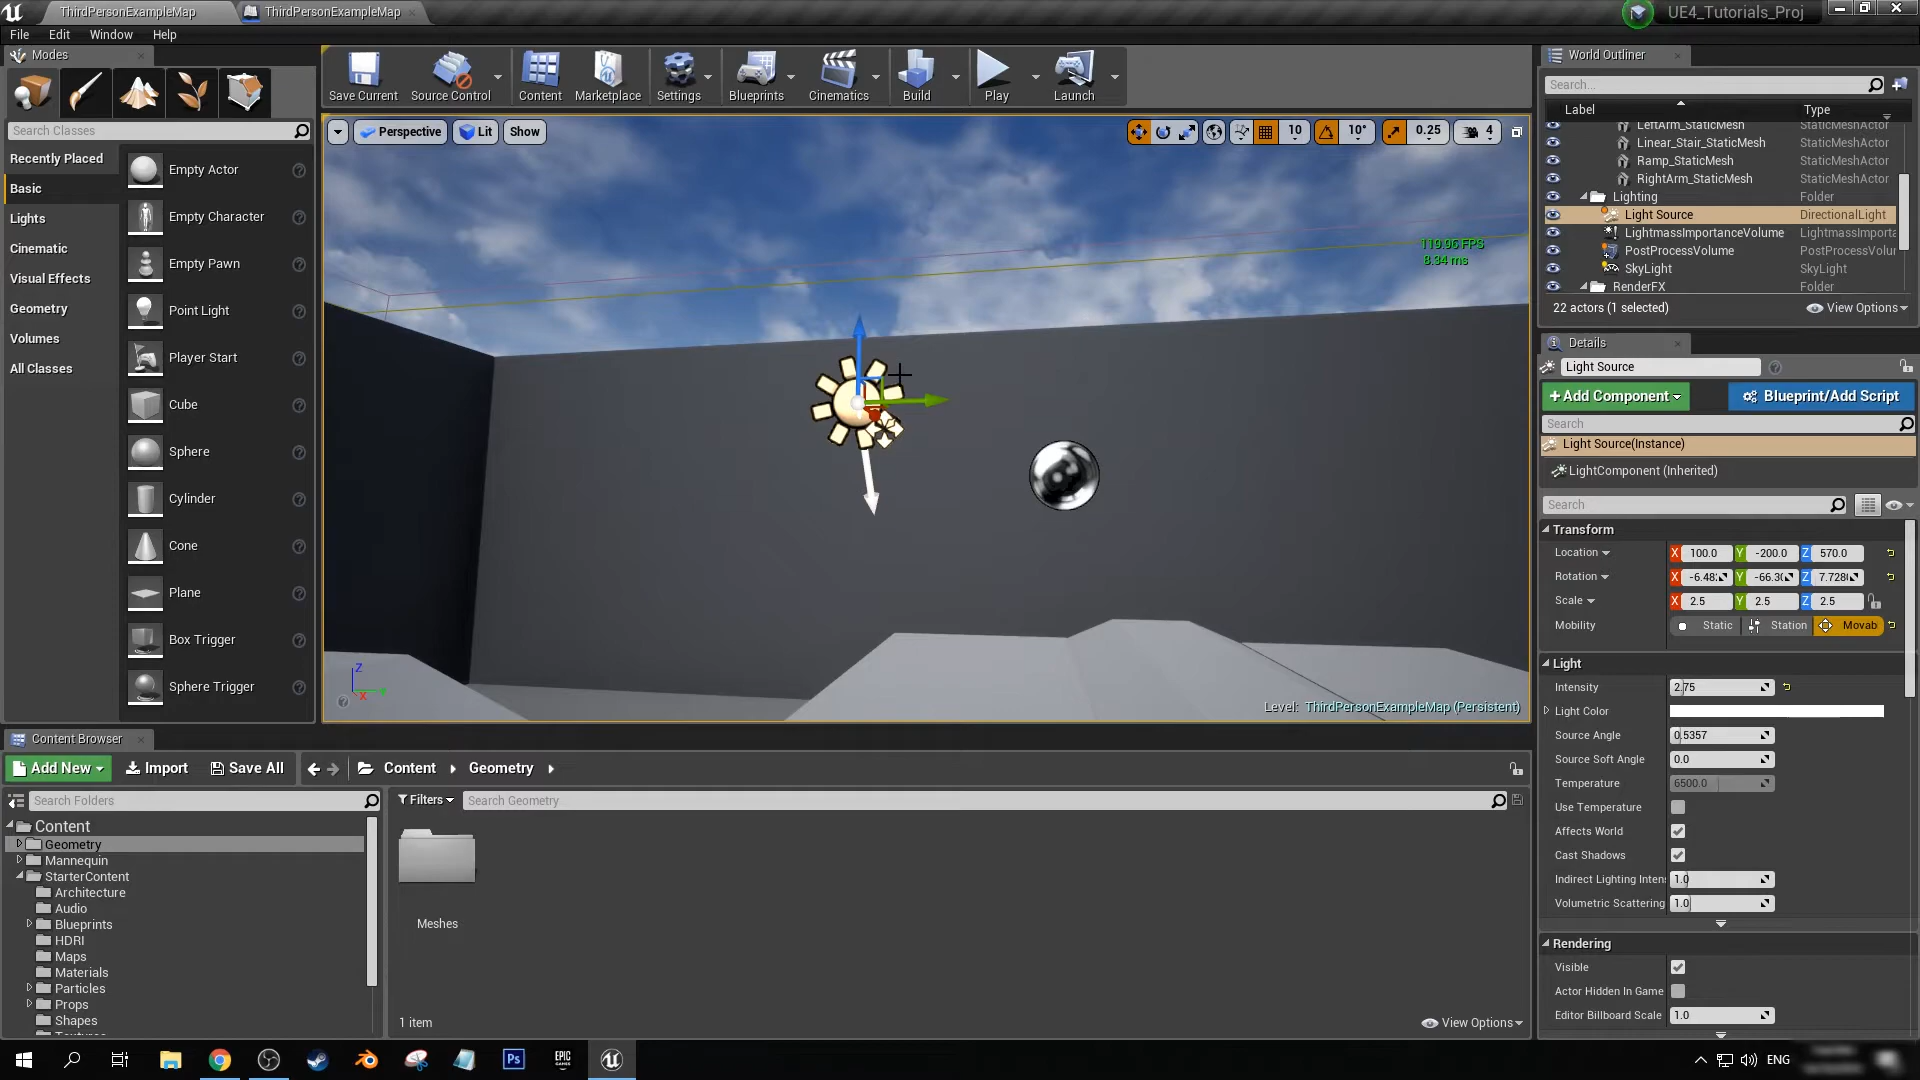 ThirdPersonExampleMap
ThirdPersonExampleMap
UE4_Tutorials_Proj
File Edit Window Help
Modes
Search Classes
Recently Placed
Basic
Lights
Cinematic
Visual Effects
Geometry
Volumes
All Classes
Empty Actor
Empty Character
Empty Pawn
Point Light
Player Start
Cube
Sphere
Cylinder
Cone
Plane
Box Trigger
Sphere Trigger
Save Current Source Control Content Marketplace Settings Blueprints Cinematics Build Play Launch
Perspective Lit Show
10 10° 0.25 4
119.96 FPS
8.34 ms
Z
X
Level: ThirdPersonExampleMap (Persistent)
World Outliner
Search...
Label Type
LeftArm_StaticMesh StaticMeshActor
Linear_Stair_StaticMesh StaticMeshActor
Ramp_StaticMesh StaticMeshActor
RightArm_StaticMesh StaticMeshActor
Lighting Folder
Light Source DirectionalLight
LightmassImportanceVolume LightmassImporta
PostProcessVolume PostProcessVolu
SkyLight SkyLight
RenderFX Folder
22 actors (1 selected) View Options
Details
Light Source
+Add Component Blueprint/Add Script
Search
Light Source(Instance)
LightComponent (Inherited)
Search
Transform
Location X 100.0 Y -200.0 Z 570.0
Rotation X -6.48 Y -66.30 Z 7.728
Scale X 2.5 Y 2.5 Z 2.5
Mobility Static Station Movab
Light
Intensity 2.75
Light Color
Source Angle 0.5357
Source Soft Angle 0.0
Temperature 6500.0
Use Temperature
Affects World
Cast Shadows
Indirect Lighting Inten 1.0
Volumetric Scattering 1.0
Rendering
Visible
Actor Hidden In Game
Editor Billboard Scale 1.0
Content Browser
Add New Import Save All Content Geometry
Search Folders
Filters Search Geometry
Content
Geometry
Mannequin
StarterContent
Architecture
Audio
Blueprints
HDRI
Maps
Materials
Particles
Props
Shapes
Meshes
1 item View Options
Ps EPIC GAMES ENG